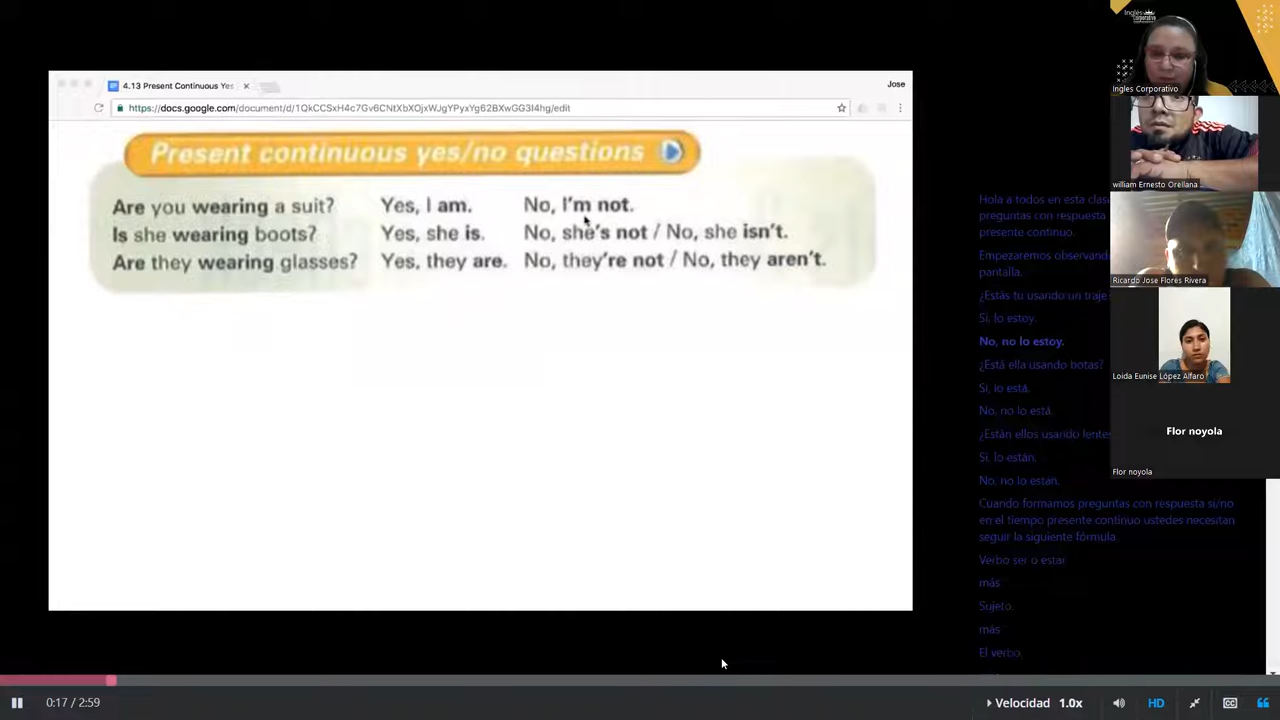 4.13 Present Continuous Yes
Jose
https://docs.google.com/document/d/1QkCCSxH4c7Gv6CNtXbXOjxWJgYPyxYg62BXwGG3I4hg/edit
Present continuous yes/no questions
Are you wearing a suit? Yes, I am. No, I'm not.
Is she wearing boots? Yes, she is. No, she's not / No, she isn't.
Are they wearing glasses? Yes, they are. No, they're not / No, they aren't.
Hola a todos en esta clas
preguntas con respuesta
presente continuo.
Empezaremos observand
pantalla.
¿Estás tu usando un traje
Si, lo estoy.
No, no lo estoy.
¿Está ella usando botas?
Si, lo está.
No, no lo está.
¿Están ellos usando lentes
Si, lo están.
No, no lo están.
Cuando formamos preguntas con respuesta si/no
en el tiempo presente continuo ustedes necesitan
seguir la siguiente fórmula.
Verbo ser o estar
más
Sujeto.
más
El verbo
Inglés
Corporativo
Ingles Corporativo
william Ernesto Orellana
Ricardo Jose Flores Rivera
Loida Eunise López Alfaro
Flor noyola
Flor noyola
0:17 / 2:59
Velocidad 1.0x
HD